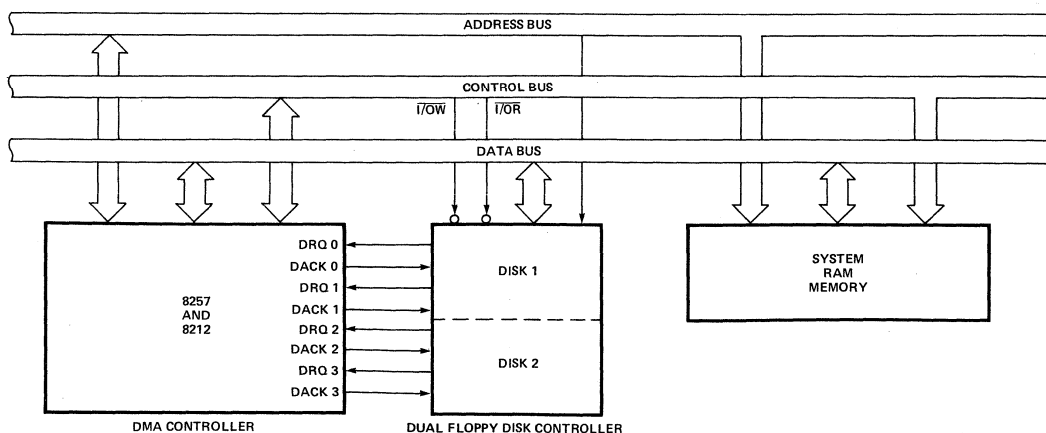 ADDRESS BUS
CONTROL BUS
I/OW
I/OR
DATA BUS
DRQ 0
DACK 0
DRQ 1
DACK 1
DRQ 2
DACK 2
DRQ 3
DACK 3
8257
AND
8212
DISK 1
DISK 2
SYSTEM
RAM
MEMORY
DMA CONTROLLER
DUAL FLOPPY DISK CONTROLLER